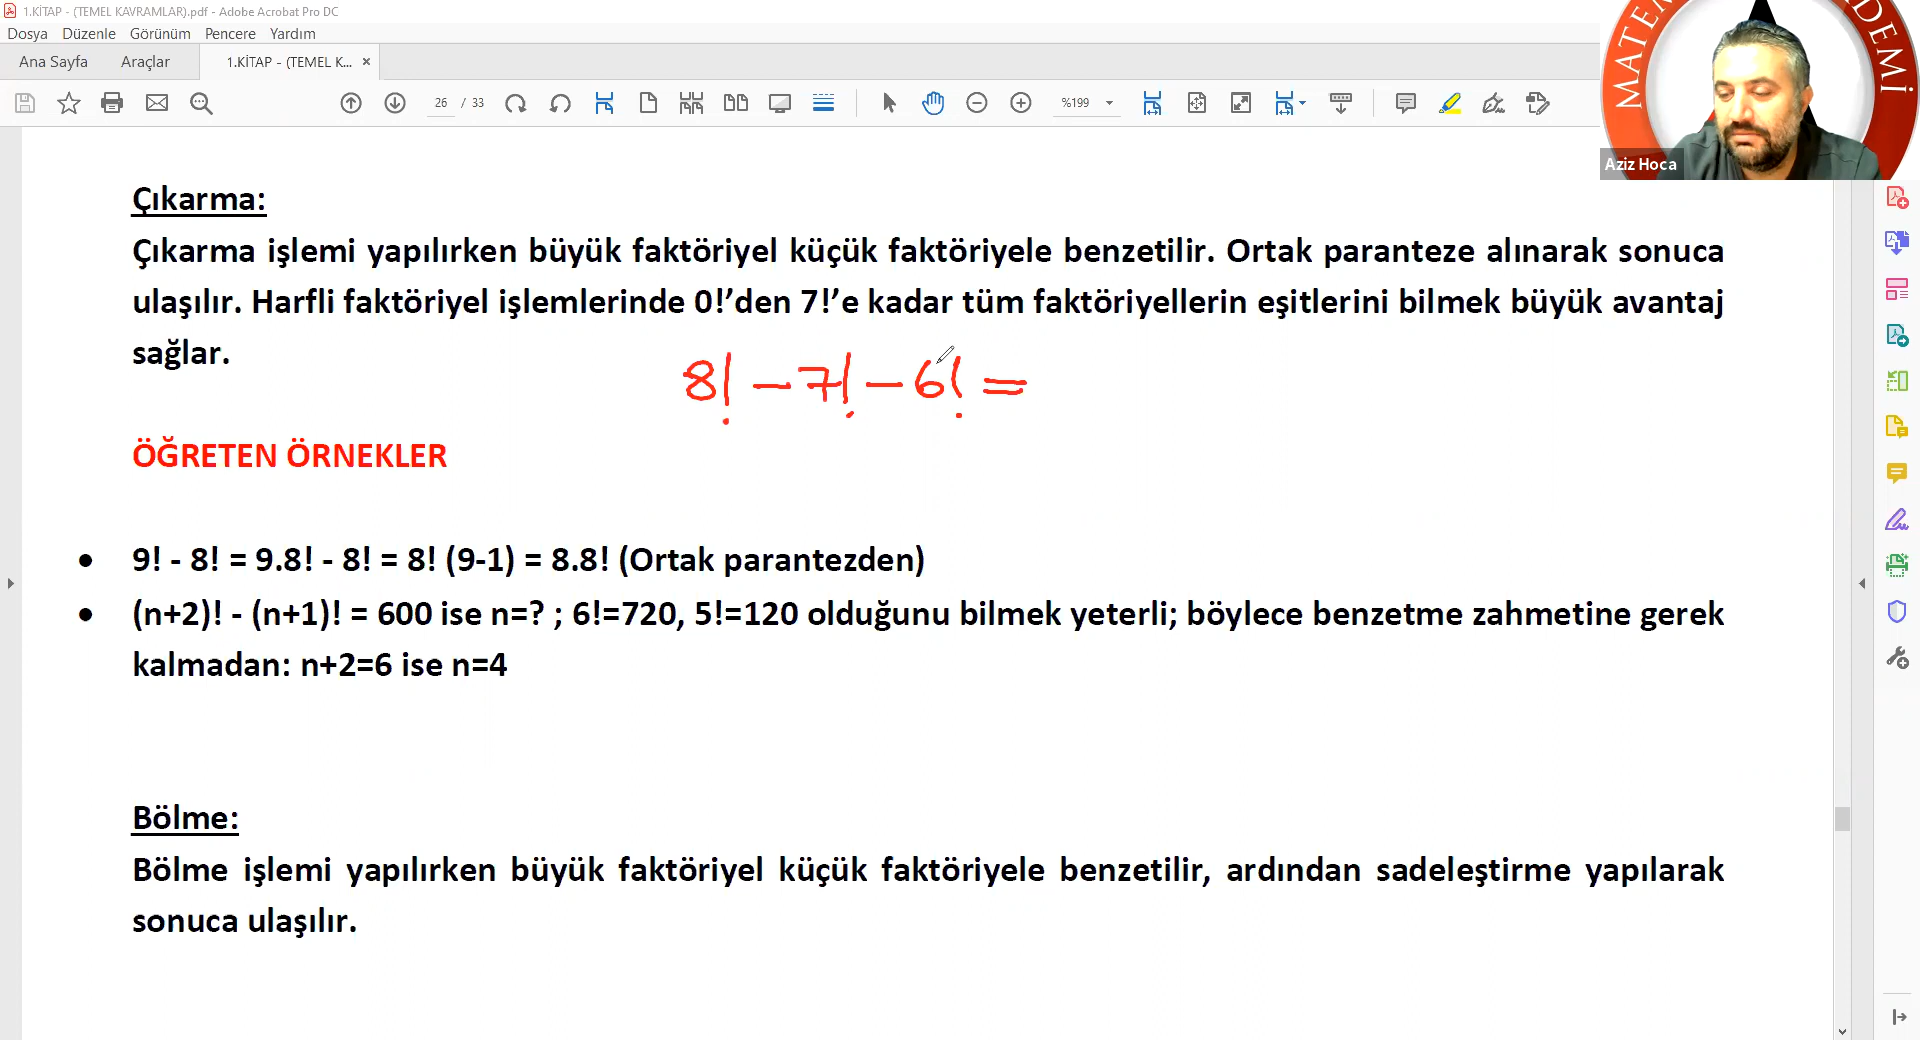 1.KİTAP - (TEMEL KAVRAMLAR).pdf - Adobe Acrobat Pro DC
Dosya Düzenle Görünüm Pencere Yardım
Ana Sayfa Araçlar 1.KİTAP - (TEMEL K... ×
26 / 33 %199
Aziz Hoca
Çıkarma:
Çıkarma işlemi yapılırken büyük faktöriyel küçük faktöriyele benzetilir. Ortak paranteze alınarak sonuca
ulaşılır. Harfli faktöriyel işlemlerinde 0!’den 7!’e kadar tüm faktöriyellerin eşitlerini bilmek büyük avantaj
sağlar.
8! - 7! - 6! =
ÖĞRETEN ÖRNEKLER
• 9! - 8! = 9.8! - 8! = 8! (9-1) = 8.8! (Ortak parantezden)
• (n+2)! - (n+1)! = 600 ise n=? ; 6!=720, 5!=120 olduğunu bilmek yeterli; böylece benzetme zahmetine gerek
kalmadan: n+2=6 ise n=4
Bölme:
Bölme işlemi yapılırken büyük faktöriyel küçük faktöriyele benzetilir, ardından sadeleştirme yapılarak
sonuca ulaşılır.